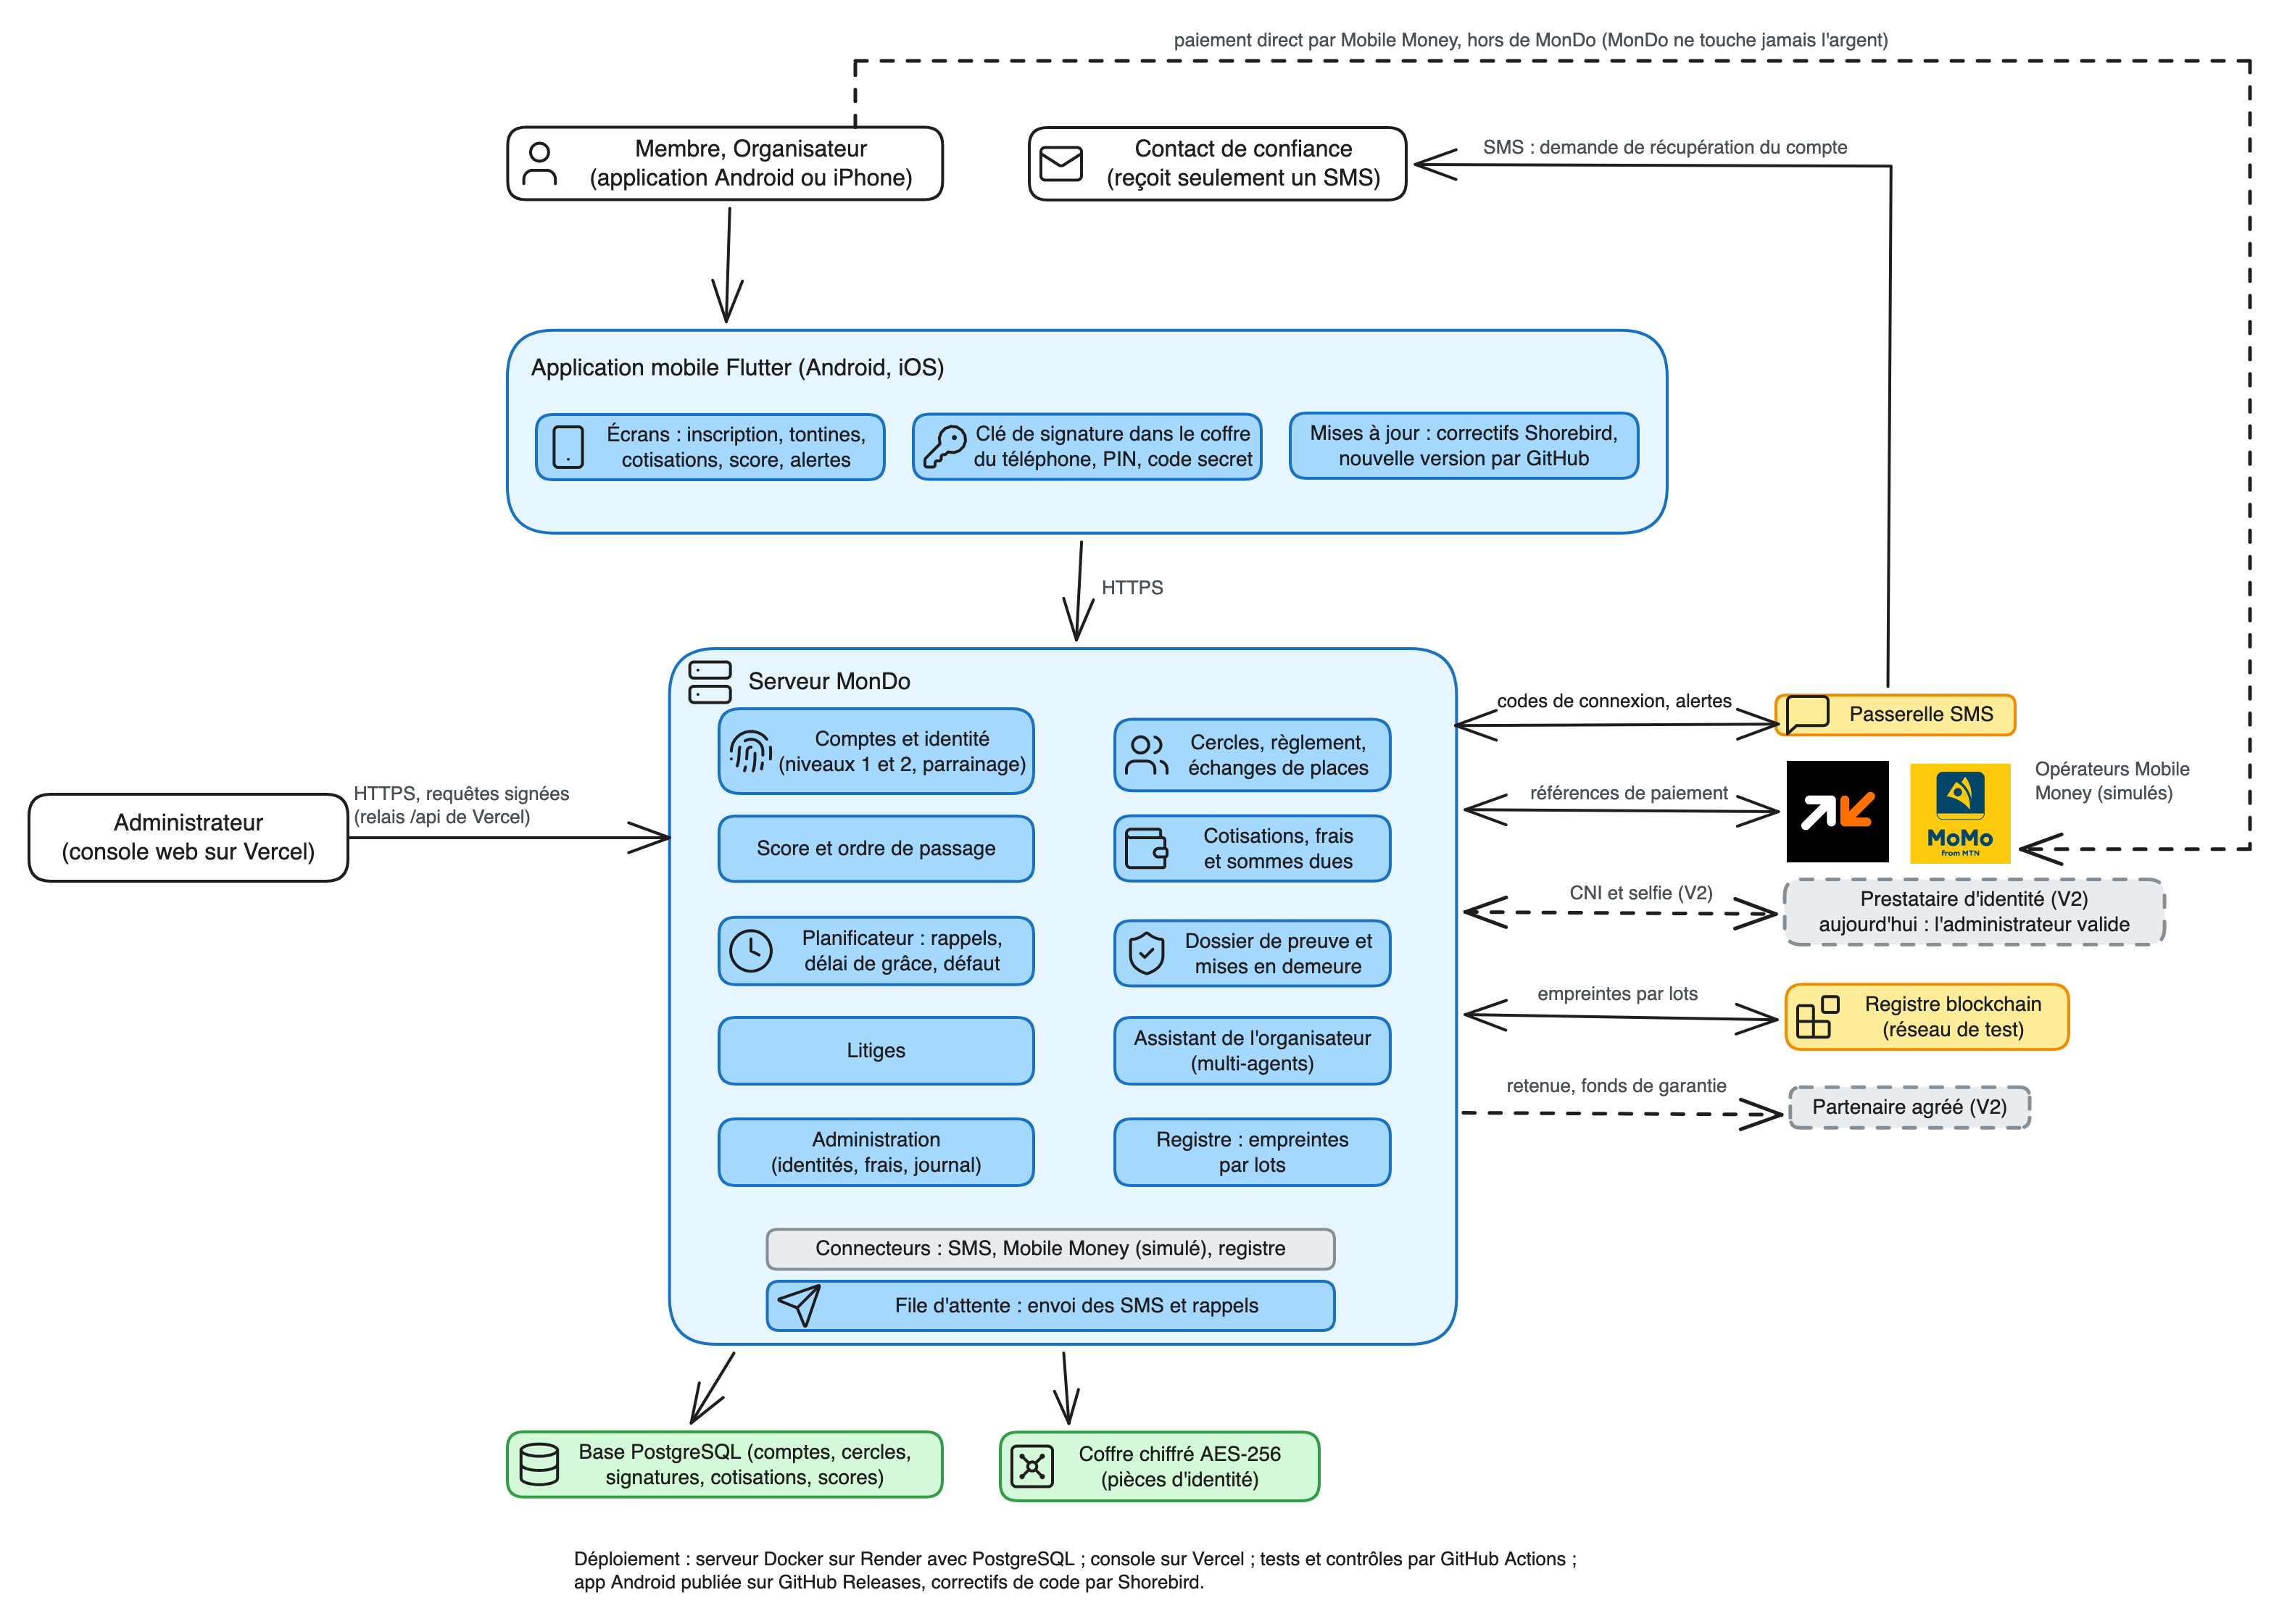 paiement direct par Mobile Money, hors de MonDo (MonDo ne touche jamais l'argent)
Membre, Organisateur
(application Android ou iPhone)
Contact de confiance
(reçoit seulement un SMS)
SMS : demande de récupération du compte
Application mobile Flutter (Android, iOS)
Écrans : inscription, tontines,
cotisations, score, alertes
Clé de signature dans le coffre
du téléphone, PIN, code secret
Mises à jour : correctifs Shorebird,
nouvelle version par GitHub
HTTPS
Serveur MonDo
Comptes et identité
(niveaux 1 et 2, parrainage)
Cercles, règlement,
échanges de places
Score et ordre de passage
Cotisations, frais
et sommes dues
Planificateur : rappels,
délai de grâce, défaut
Dossier de preuve et
mises en demeure
Litiges
Assistant de l'organisateur
(multi-agents)
Administration
(identités, frais, journal)
Registre : empreintes
par lots
Connecteurs : SMS, Mobile Money (simulé), registre
File d'attente : envoi des SMS et rappels
Administrateur
(console web sur Vercel)
HTTPS, requêtes signées
(relais /api de Vercel)
codes de connexion, alertes
Passerelle SMS
références de paiement
MoMo
from MTN
Opérateurs Mobile
Money (simulés)
CNI et selfie (V2)
Prestataire d'identité (V2)
aujourd'hui : l'administrateur valide
empreintes par lots
Registre blockchain
(réseau de test)
retenue, fonds de garantie
Partenaire agréé (V2)
Base PostgreSQL (comptes, cercles,
signatures, cotisations, scores)
Coffre chiffré AES-256
(pièces d'identité)
Déploiement : serveur Docker sur Render avec PostgreSQL ; console sur Vercel ; tests et contrôles par GitHub Actions ;
app Android publiée sur GitHub Releases, correctifs de code par Shorebird.